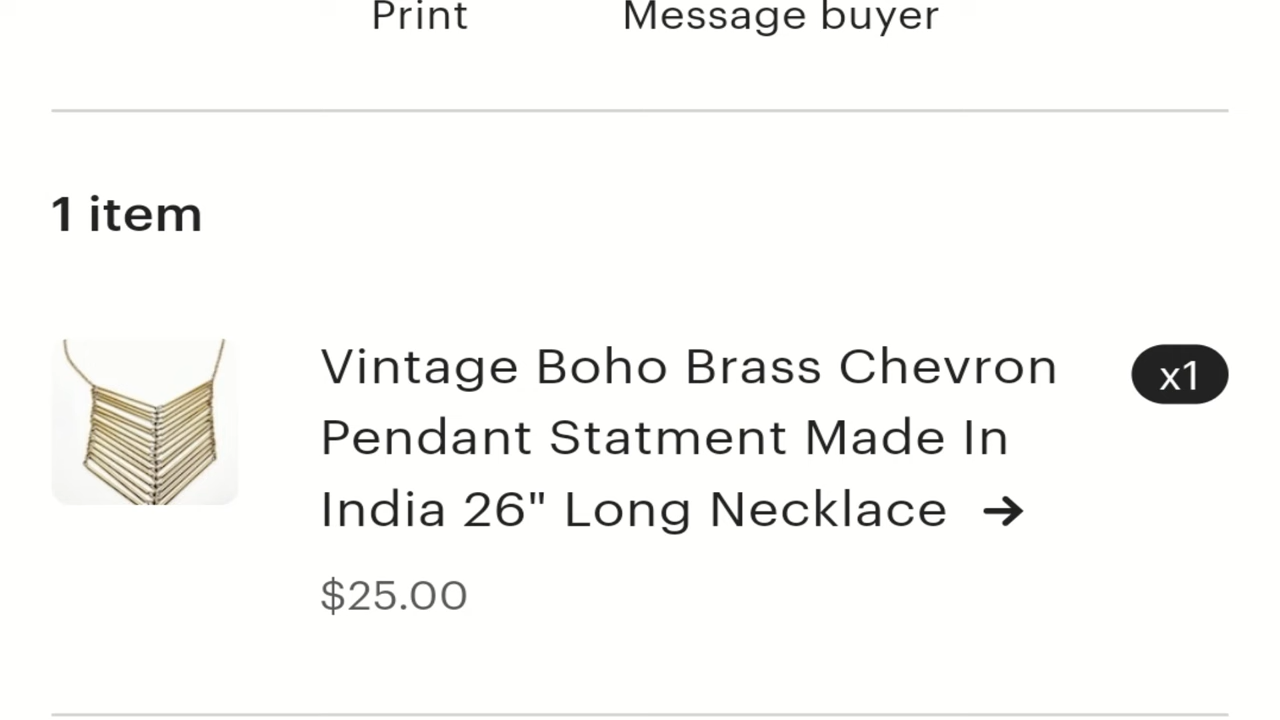 Print Message buyer
1 item
Vintage Boho Brass Chevron
Pendant Statment Made In
India 26" Long Necklace →
x1
$25.00